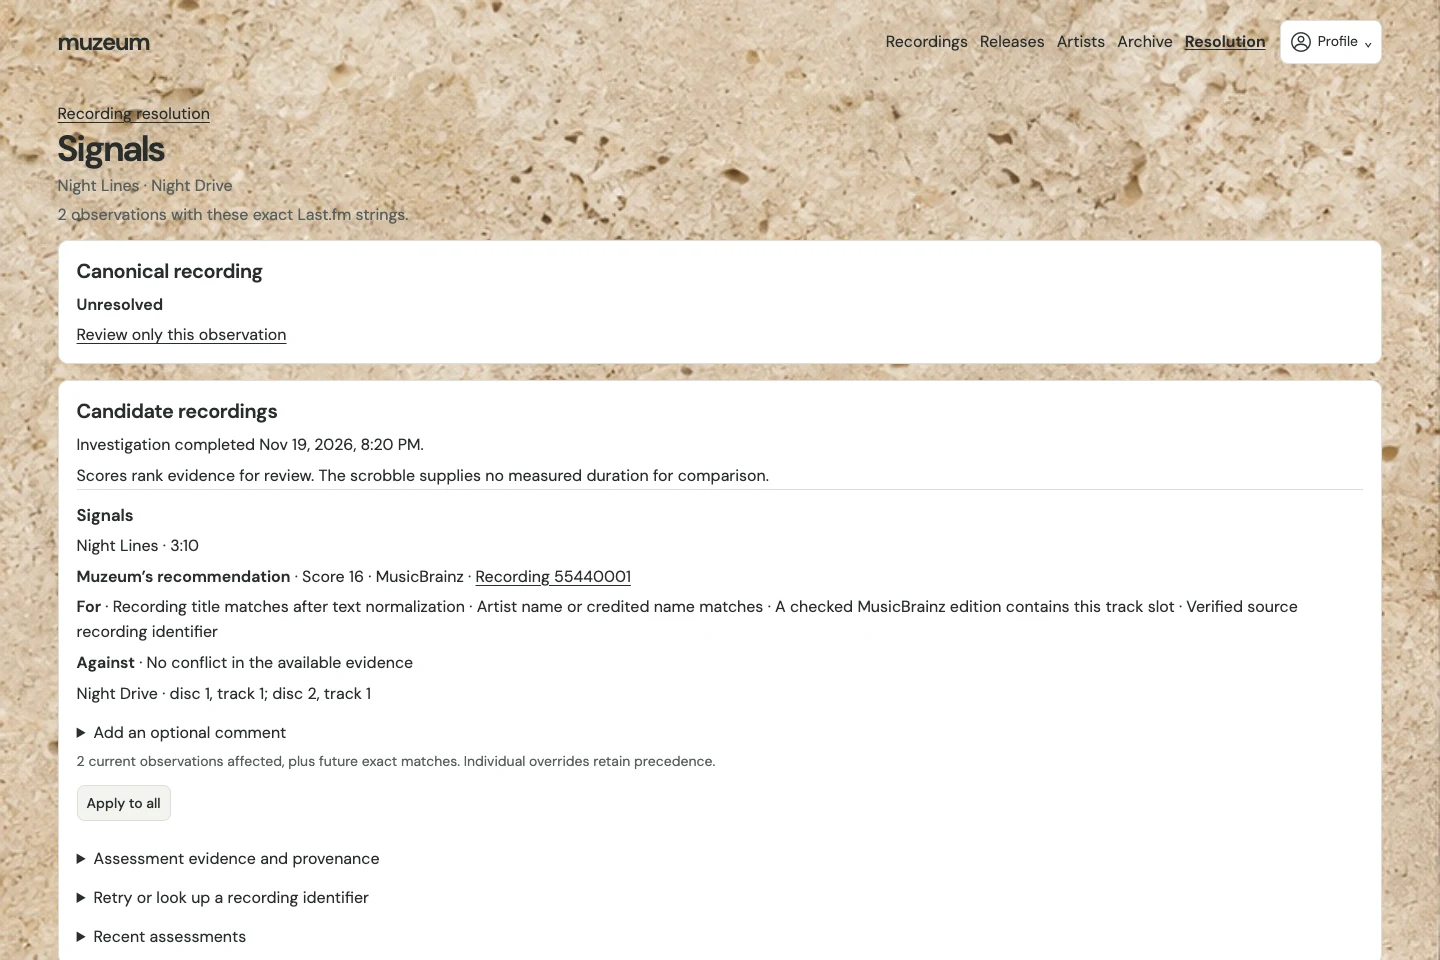 muzeum
Recordings Releases Artists Archive Resolution Profile
Recording resolution
Signals
Night Lines · Night Drive
2 observations with these exact Last.fm strings.
Canonical recording
Unresolved
Review only this observation
Candidate recordings
Investigation completed Nov 19, 2026, 8:20 PM.
Scores rank evidence for review. The scrobble supplies no measured duration for comparison.
Signals
Night Lines · 3:10
Muzeum’s recommendation · Score 16 · MusicBrainz · Recording 55440001
For · Recording title matches after text normalization · Artist name or credited name matches · A checked MusicBrainz edition contains this track slot · Verified source
recording identifier
Against · No conflict in the available evidence
Night Drive · disc 1, track 1; disc 2, track 1
Add an optional comment
2 current observations affected, plus future exact matches. Individual overrides retain precedence.
Apply to all
Assessment evidence and provenance
Retry or look up a recording identifier
Recent assessments